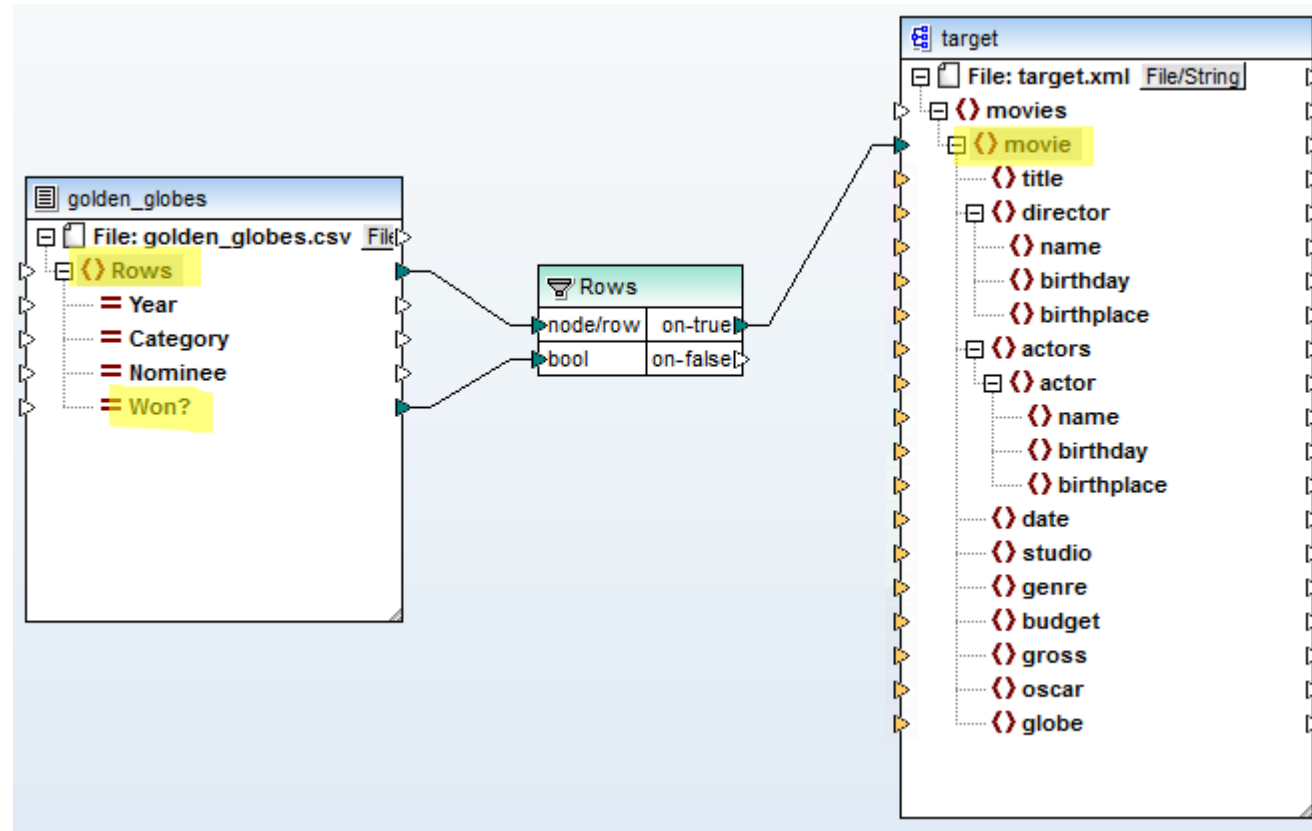 golden_globes
File: golden_globes.csv File
Rows
Year
Category
Nominee
Won?
Rows
node/row on-true
bool on-false
target
File: target.xml File/String
movies
movie
title
director
name
birthday
birthplace
actors
actor
name
birthday
birthplace
date
studio
genre
budget
gross
oscar
globe